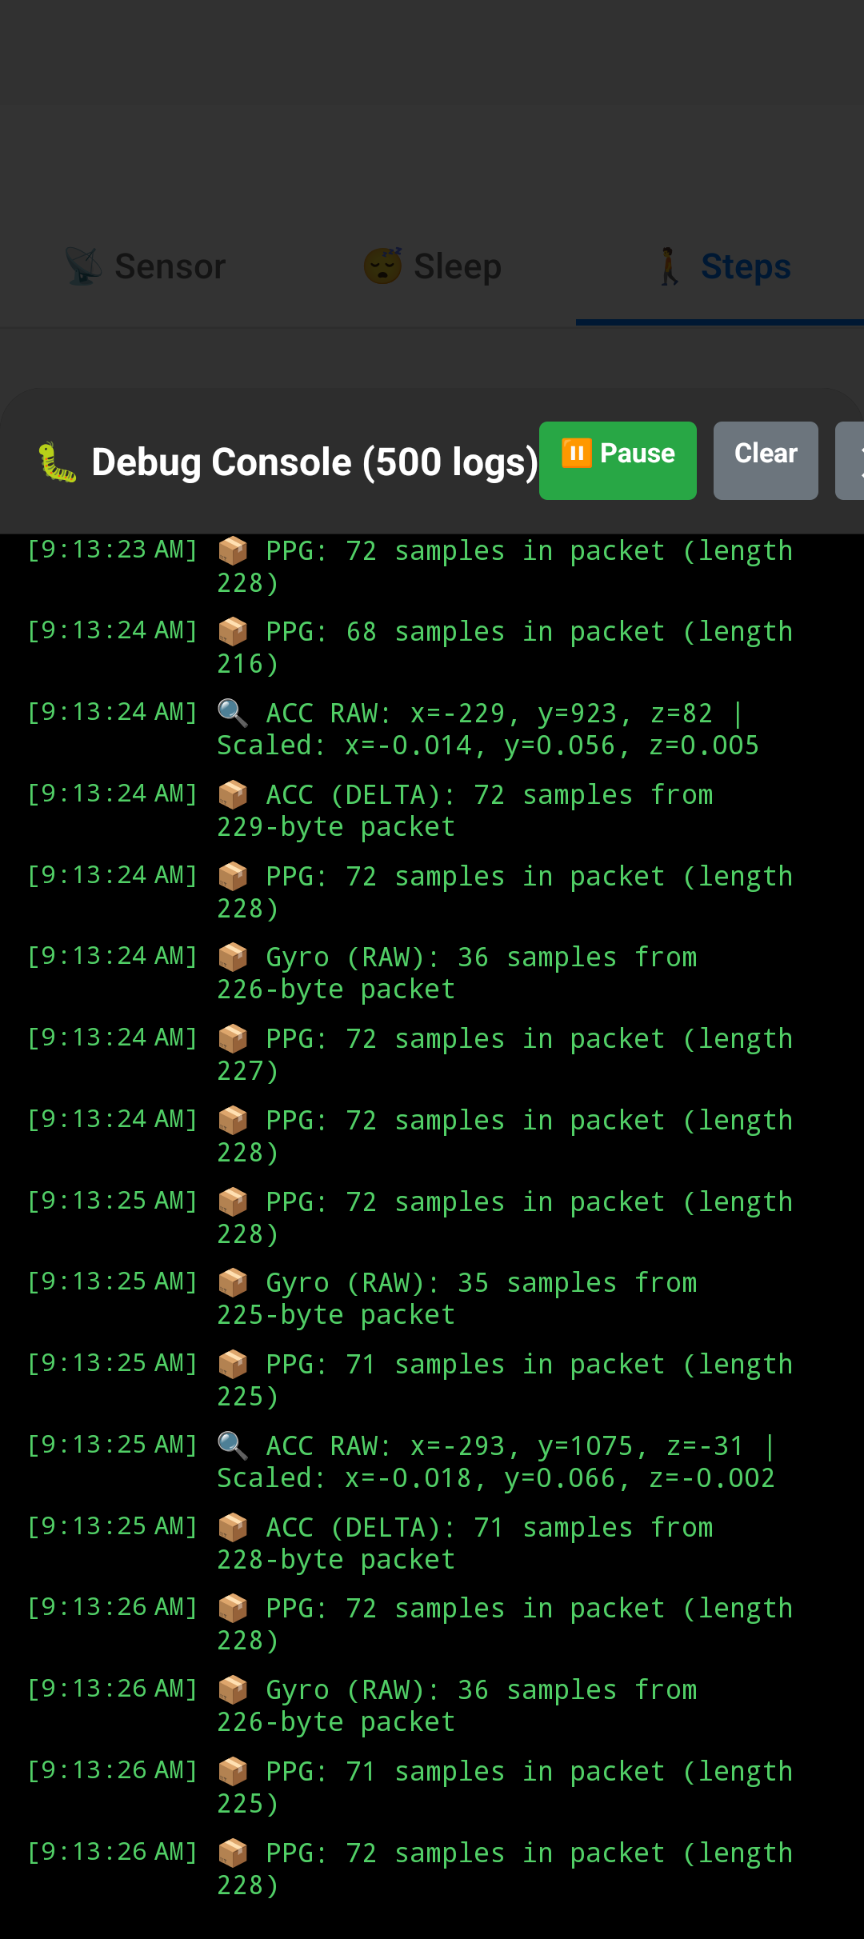 Sensor
Sleep
Steps
Debug Console (500 logs)
Pause
Clear
[9:13:23 AM] PPG: 72 samples in packet (length
228)
[9:13:24 AM] PPG: 68 samples in packet (length
216)
[9:13:24 AM] ACC RAW: x=-229, y=923, z=82 |
Scaled: x=-0.014, y=0.056, z=0.005
[9:13:24 AM] ACC (DELTA): 72 samples from
229-byte packet
[9:13:24 AM] PPG: 72 samples in packet (length
228)
[9:13:24 AM] Gyro (RAW): 36 samples from
226-byte packet
[9:13:24 AM] PPG: 72 samples in packet (length
227)
[9:13:24 AM] PPG: 72 samples in packet (length
228)
[9:13:25 AM] PPG: 72 samples in packet (length
228)
[9:13:25 AM] Gyro (RAW): 35 samples from
225-byte packet
[9:13:25 AM] PPG: 71 samples in packet (length
225)
[9:13:25 AM] ACC RAW: x=-293, y=1075, z=-31 |
Scaled: x=-0.018, y=0.066, z=-0.002
[9:13:25 AM] ACC (DELTA): 71 samples from
228-byte packet
[9:13:26 AM] PPG: 72 samples in packet (length
228)
[9:13:26 AM] Gyro (RAW): 36 samples from
226-byte packet
[9:13:26 AM] PPG: 71 samples in packet (length
225)
[9:13:26 AM] PPG: 72 samples in packet (length
228)